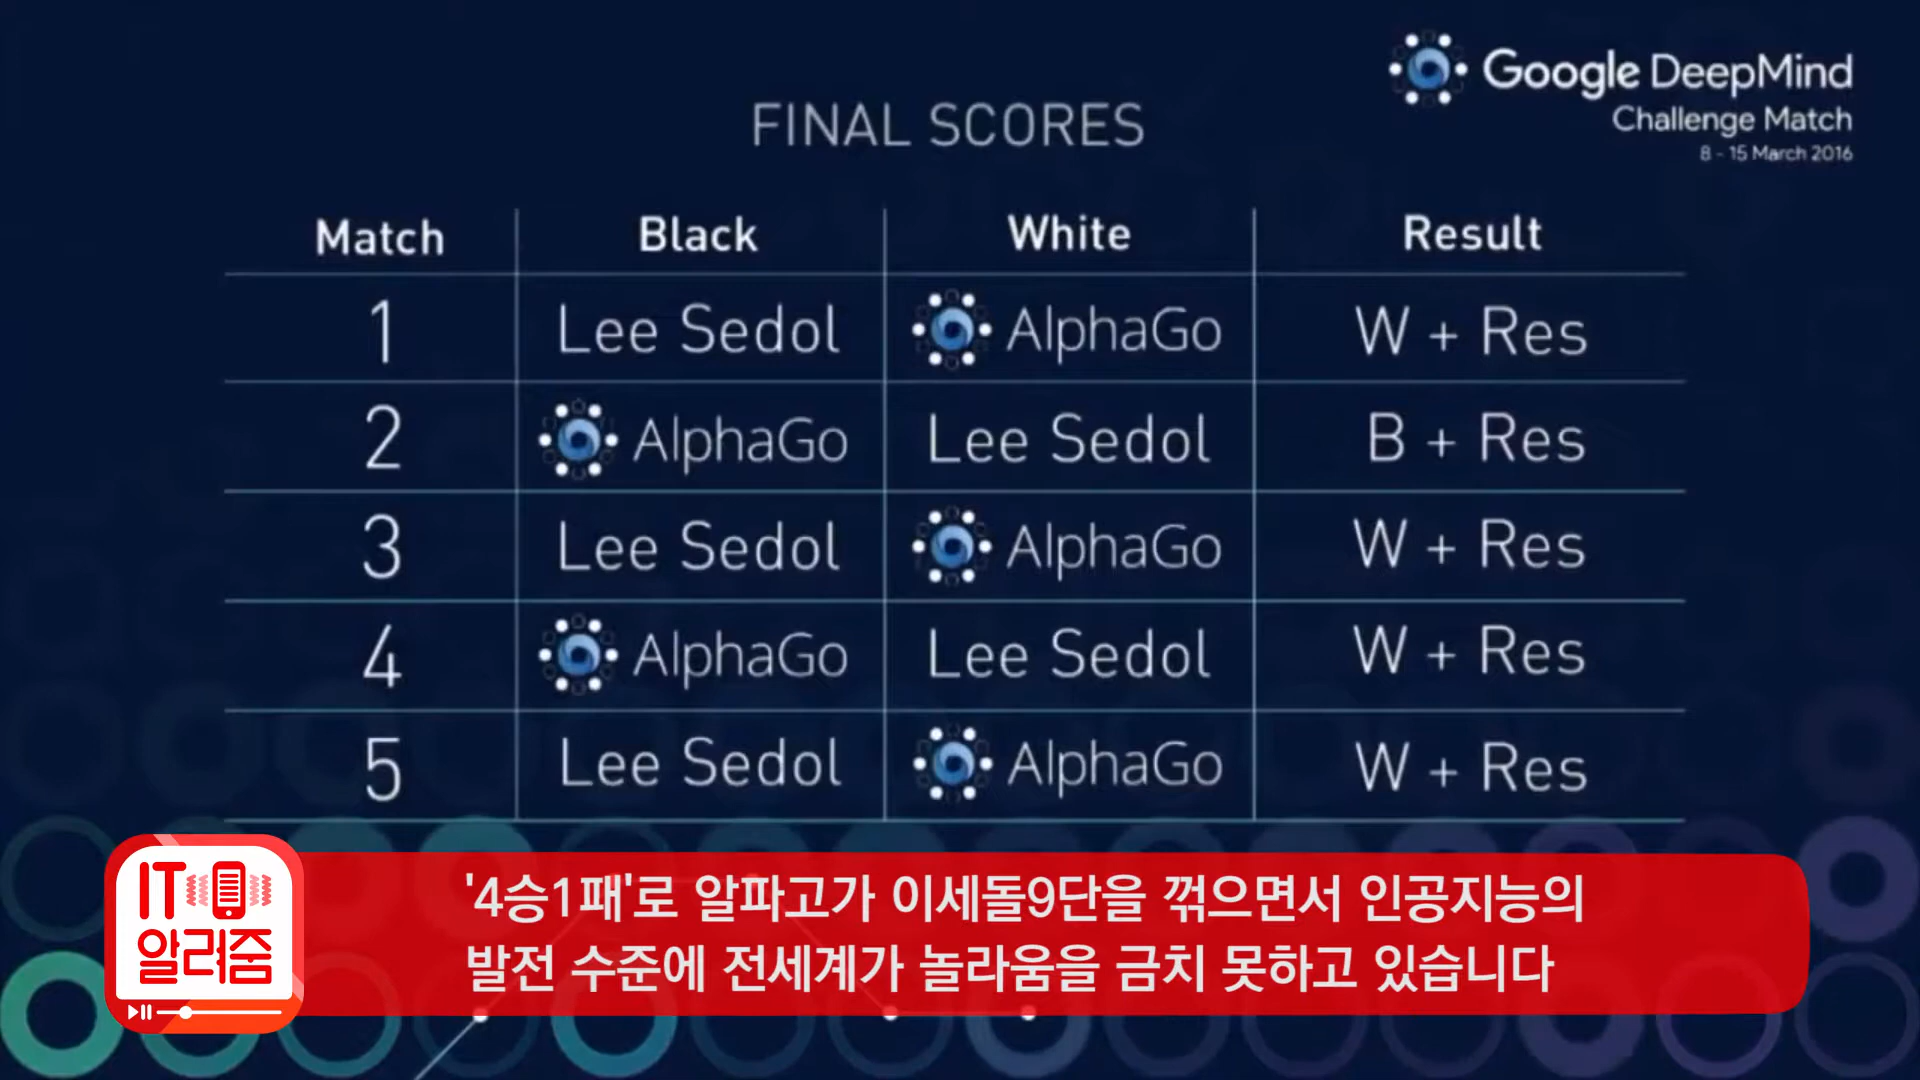 Google DeepMind
Challenge Match
8 - 15 March 2016
FINAL SCORES
Match Black White Result
1 Lee Sedol AlphaGo W + Res
2 AlphaGo Lee Sedol B + Res
3 Lee Sedol AlphaGo W + Res
4 AlphaGo Lee Sedol W + Res
5 Lee Sedol AlphaGo W + Res
IT
알려줌
'4승1패'로 알파고가 이세돌9단을 꺾으면서 인공지능의
발전 수준에 전세계가 놀라움을 금치 못하고 있습니다